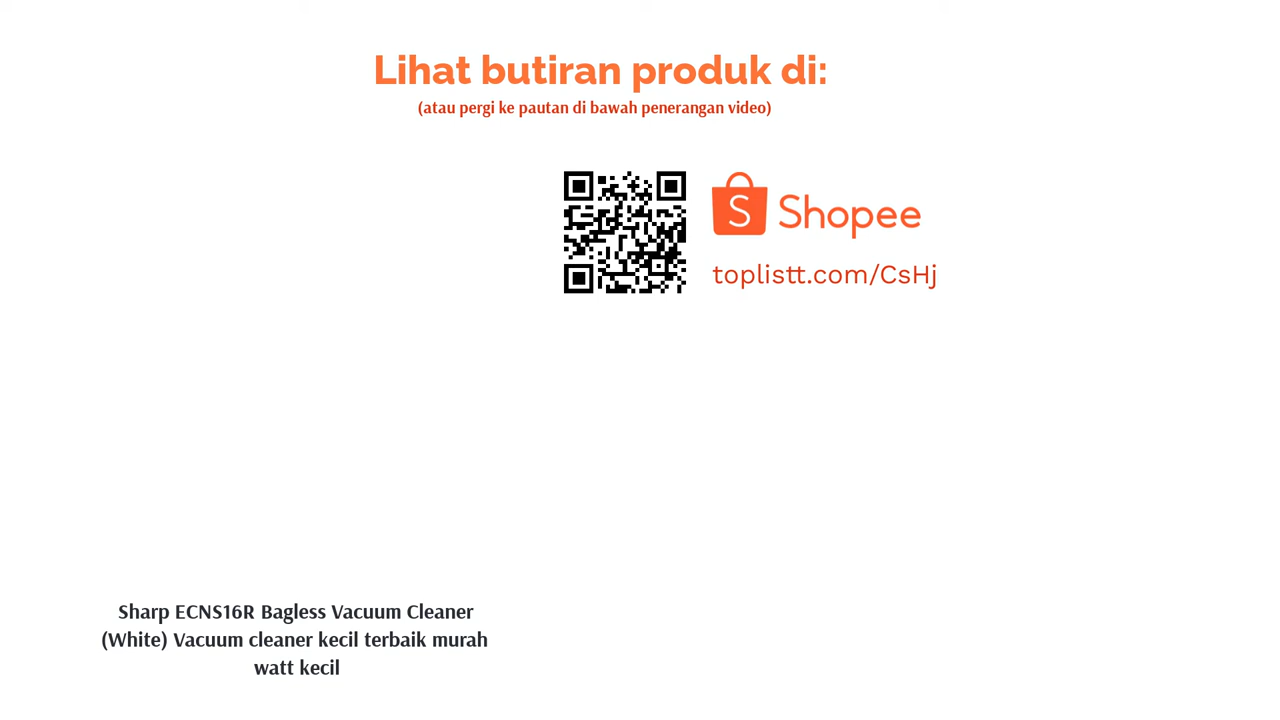 Lihat butiran produk di:
(atau pergi ke pautan di bawah penerangan video)
S Shopee
toplistt.com/CsHj
Sharp ECNS16R Bagless Vacuum Cleaner
(White) Vacuum cleaner kecil terbaik murah
watt kecil